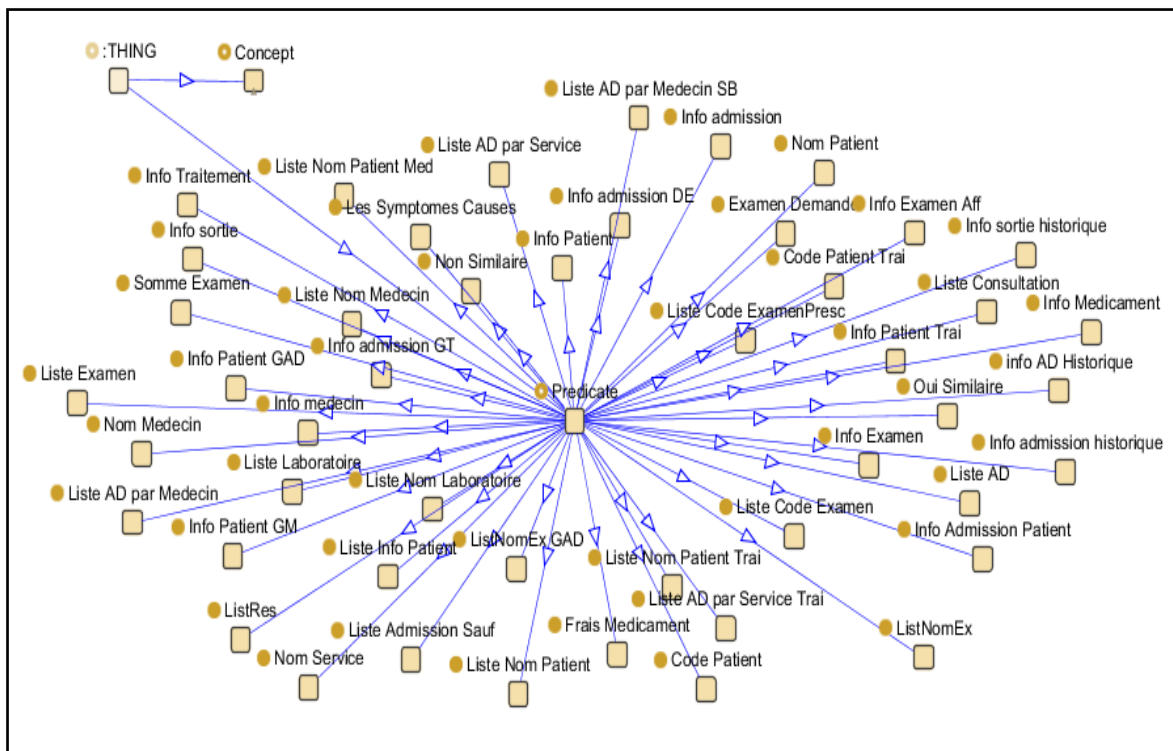 :THING
Concept
Liste AD par Medecin SB
Info admission
Liste AD par Service
Nom Patient
Liste Nom Patient Med
Info Traitement
Info admission DE
Examen Demande
Info Examen Aff
Les Symptomes Causes
Info sortie
Info Patient
Info sortie historique
Non Similaire
Code Patient Trai
Somme Examen
Liste Consultation
Liste Nom Medecin
Info Medicament
Liste Code ExamenPresc
Info Patient Trai
Info admission GT
Info Patient GAD
info AD Historique
Liste Examen
Predicate
Oui Similaire
Info medecin
Nom Medecin
Info Examen
Info admission historique
Liste Laboratoire
Liste Nom Laboratoire
Liste AD
Liste AD par Medecin
Liste Code Examen
Info Patient GM
Info Admission Patient
Liste Info Patient
ListNomEx GAD
Liste Nom Patient Trai
Liste AD par Service Trai
ListRes
Liste Admission Sauf
Frais Medicament
ListNomEx
Nom Service
Liste Nom Patient
Code Patient